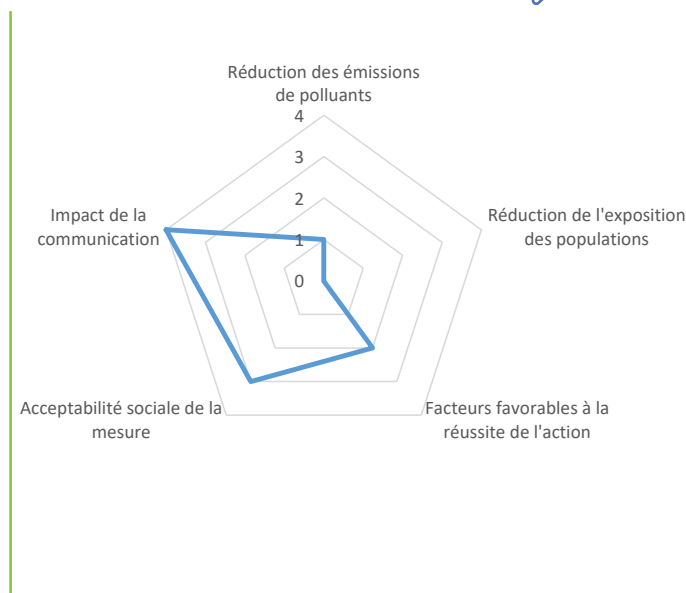 Réduction des émissions
de polluants
4
3
2
1
0
Réduction de l'exposition
des populations
Facteurs favorables à la
réussite de l'action
Acceptabilité sociale de la
mesure
Impact de la
communication